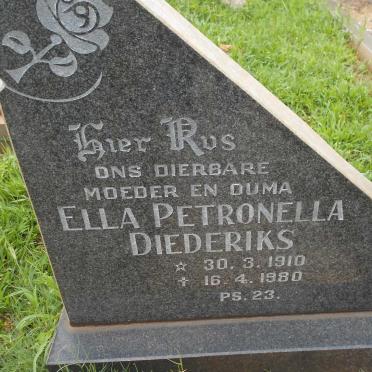 Hier Rus
ONS DIERBARE
MOEDER EN OUMA
ELLA PETRONELLA
DIEDERIKS
☆ 30. 3. 1910
✝ 16. 4. 1980
PS. 23.